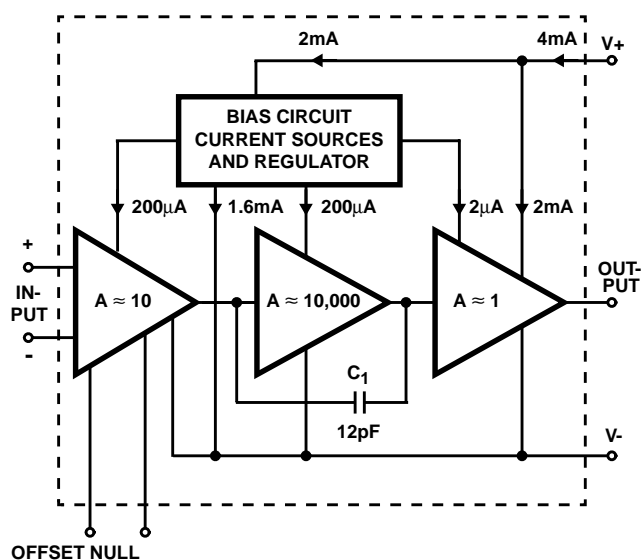 2mA
4mA
V+
BIAS CIRCUIT
CURRENT SOURCES
AND REGULATOR
200μA
1.6mA
200μA
2μA
2mA
+
IN-
PUT
-
A ≈ 10
A ≈ 10,000
A ≈ 1
OUT-
PUT
C1
12pF
V-
OFFSET NULL